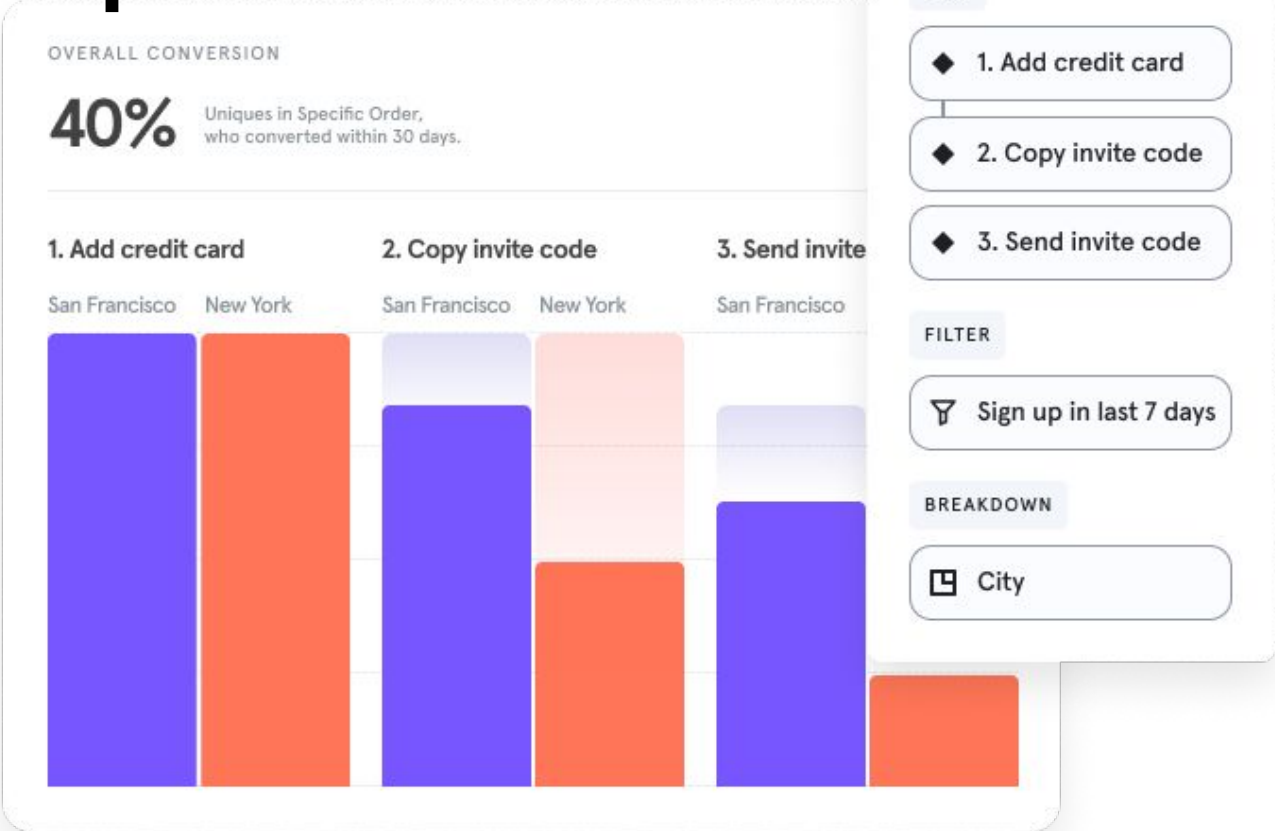 OVERALL CONVERSION
40%
Uniques in Specific Order,
who converted within 30 days.
1. Add credit card
2. Copy invite code
3. Send invite
San Francisco
New York
San Francisco
New York
San Francisco
1. Add credit card
2. Copy invite code
3. Send invite code
FILTER
Sign up in last 7 days
BREAKDOWN
City